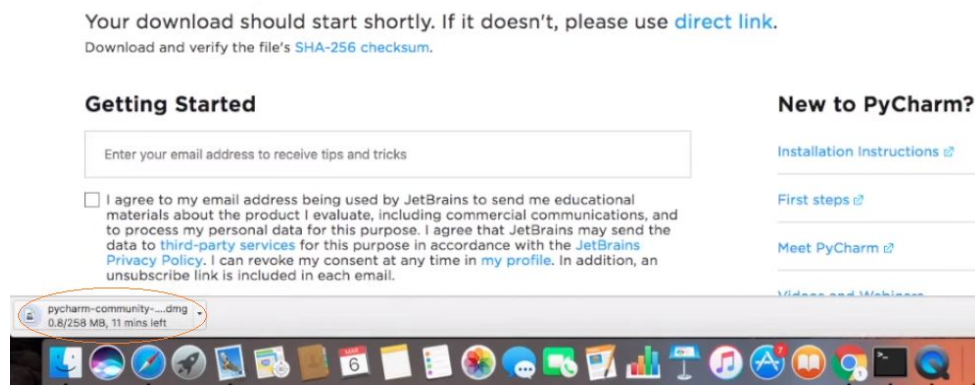 Your download should start shortly. If it doesn't, please use direct link.
Download and verify the file's SHA-256 checksum.
Getting Started
Enter your email address to receive tips and tricks
I agree to my email address being used by JetBrains to send me educational
materials about the product I evaluate, including commercial communications, and
to process my personal data for this purpose. I agree that JetBrains may send the
data to third-party services for this purpose in accordance with the JetBrains
Privacy Policy. I can revoke my consent at any time in my profile. In addition, an
unsubscribe link is included in each email.
New to PyCharm?
Installation Instructions
First steps
Meet PyCharm
Videos and Webinars
pycharm-community-....dmg
0.8/258 MB, 11 mins left
MAR
6
7